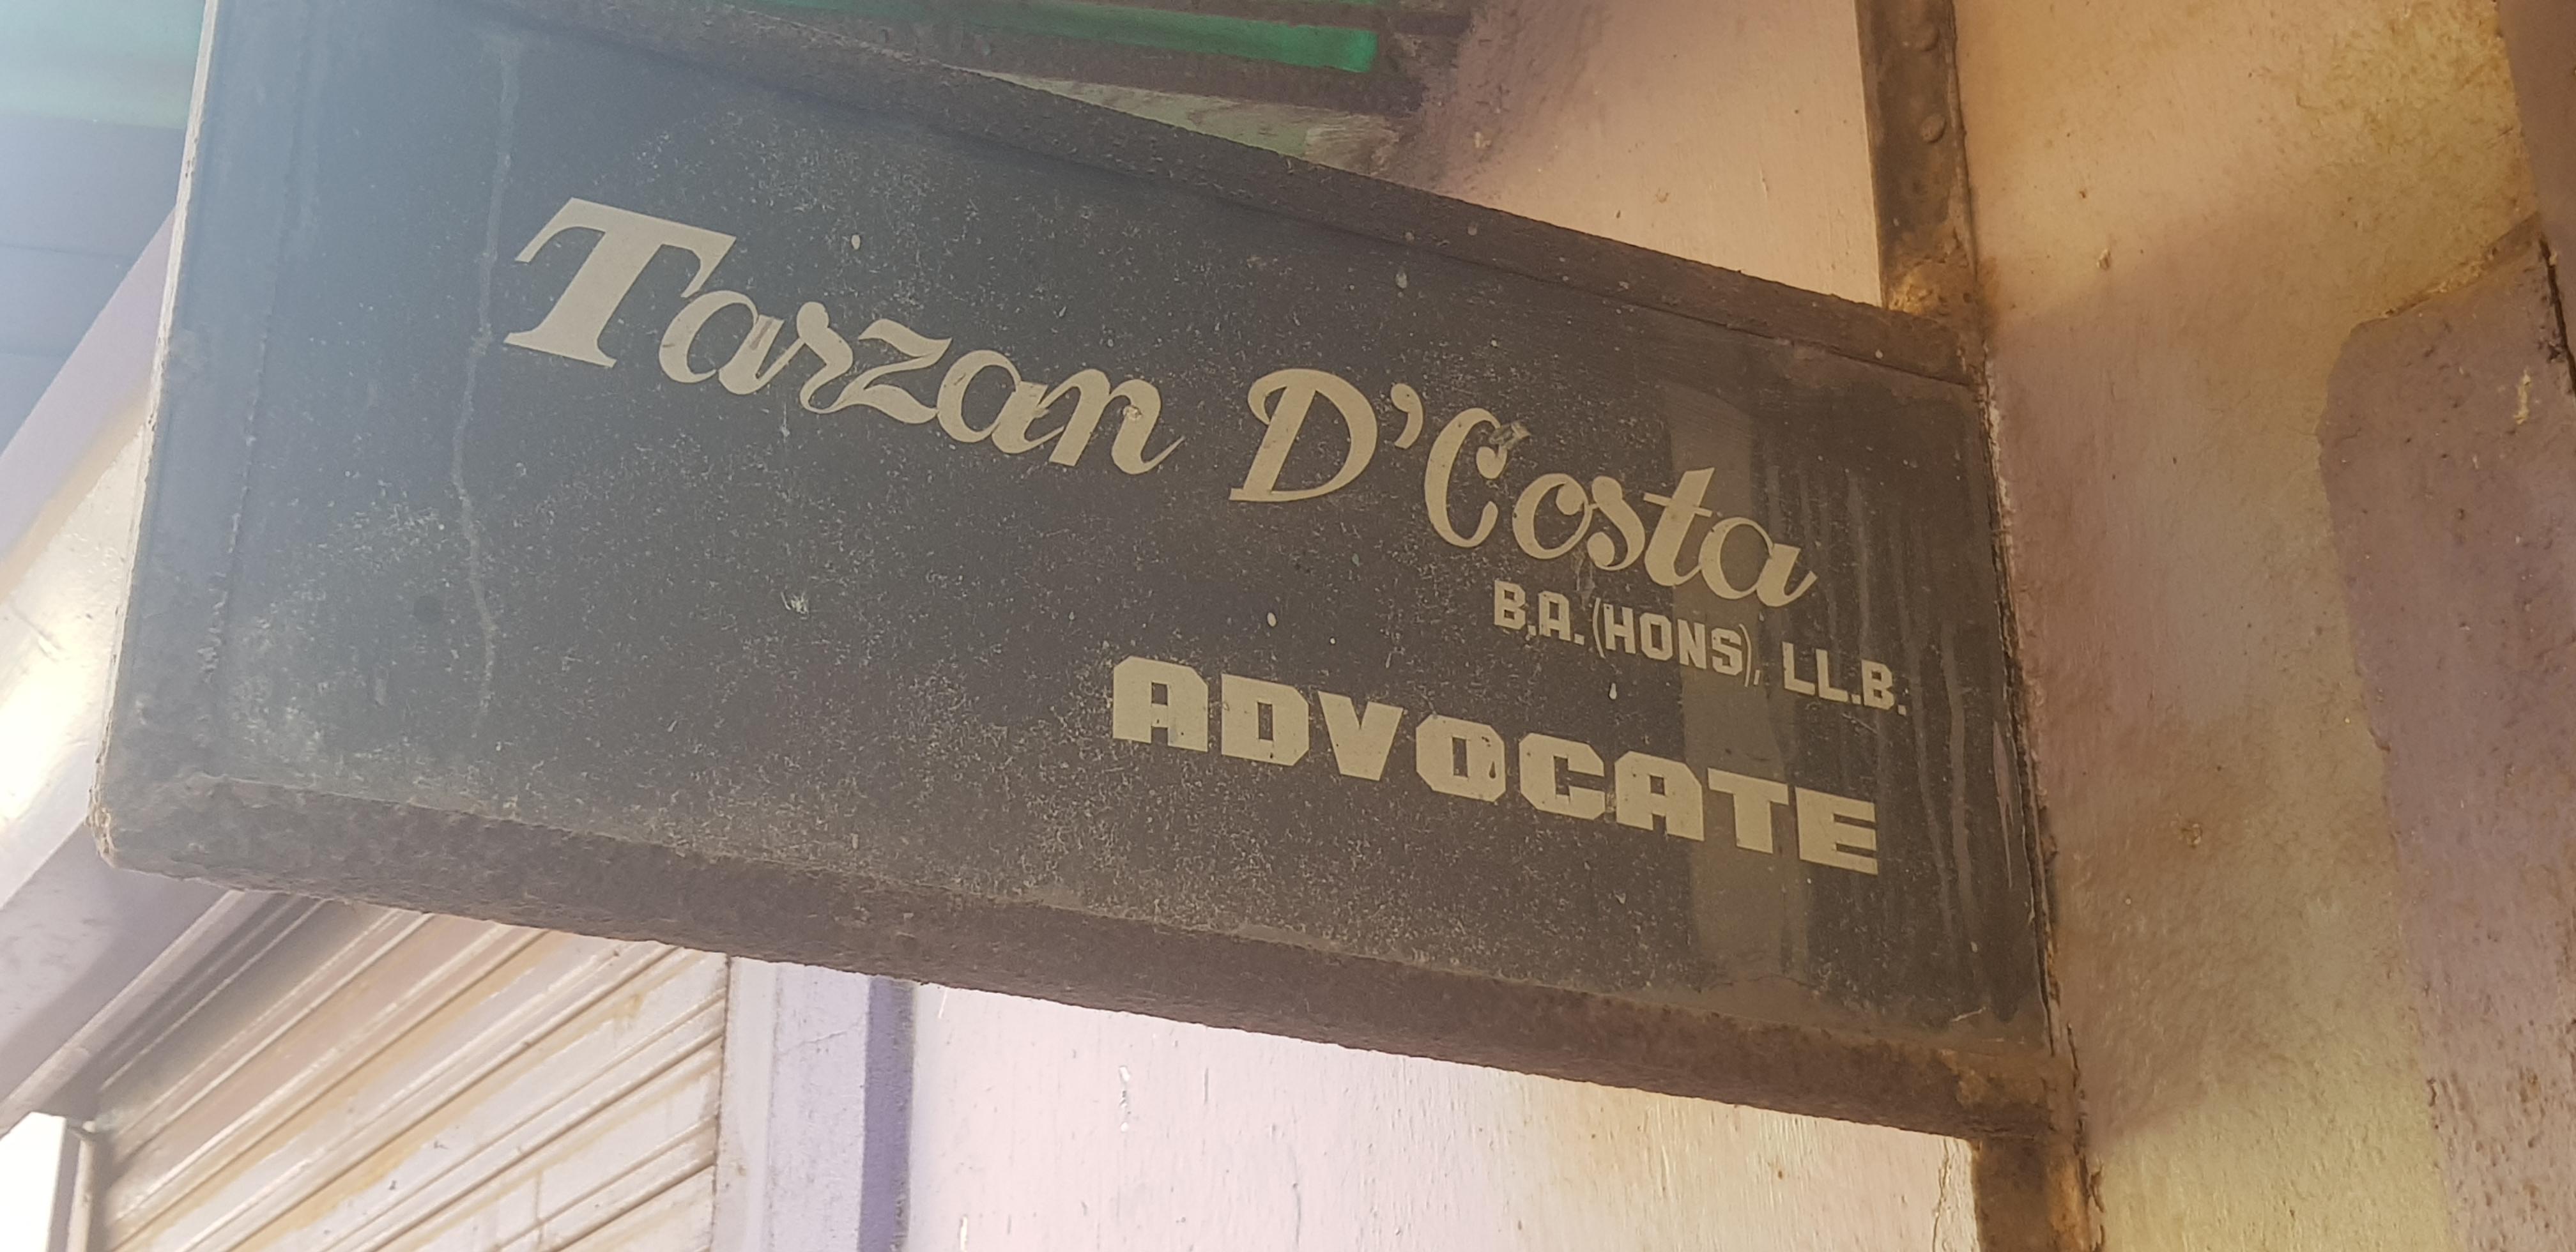 Tarzan D'Costa
B.A. (HONS), LL.B.
ADVOCATE